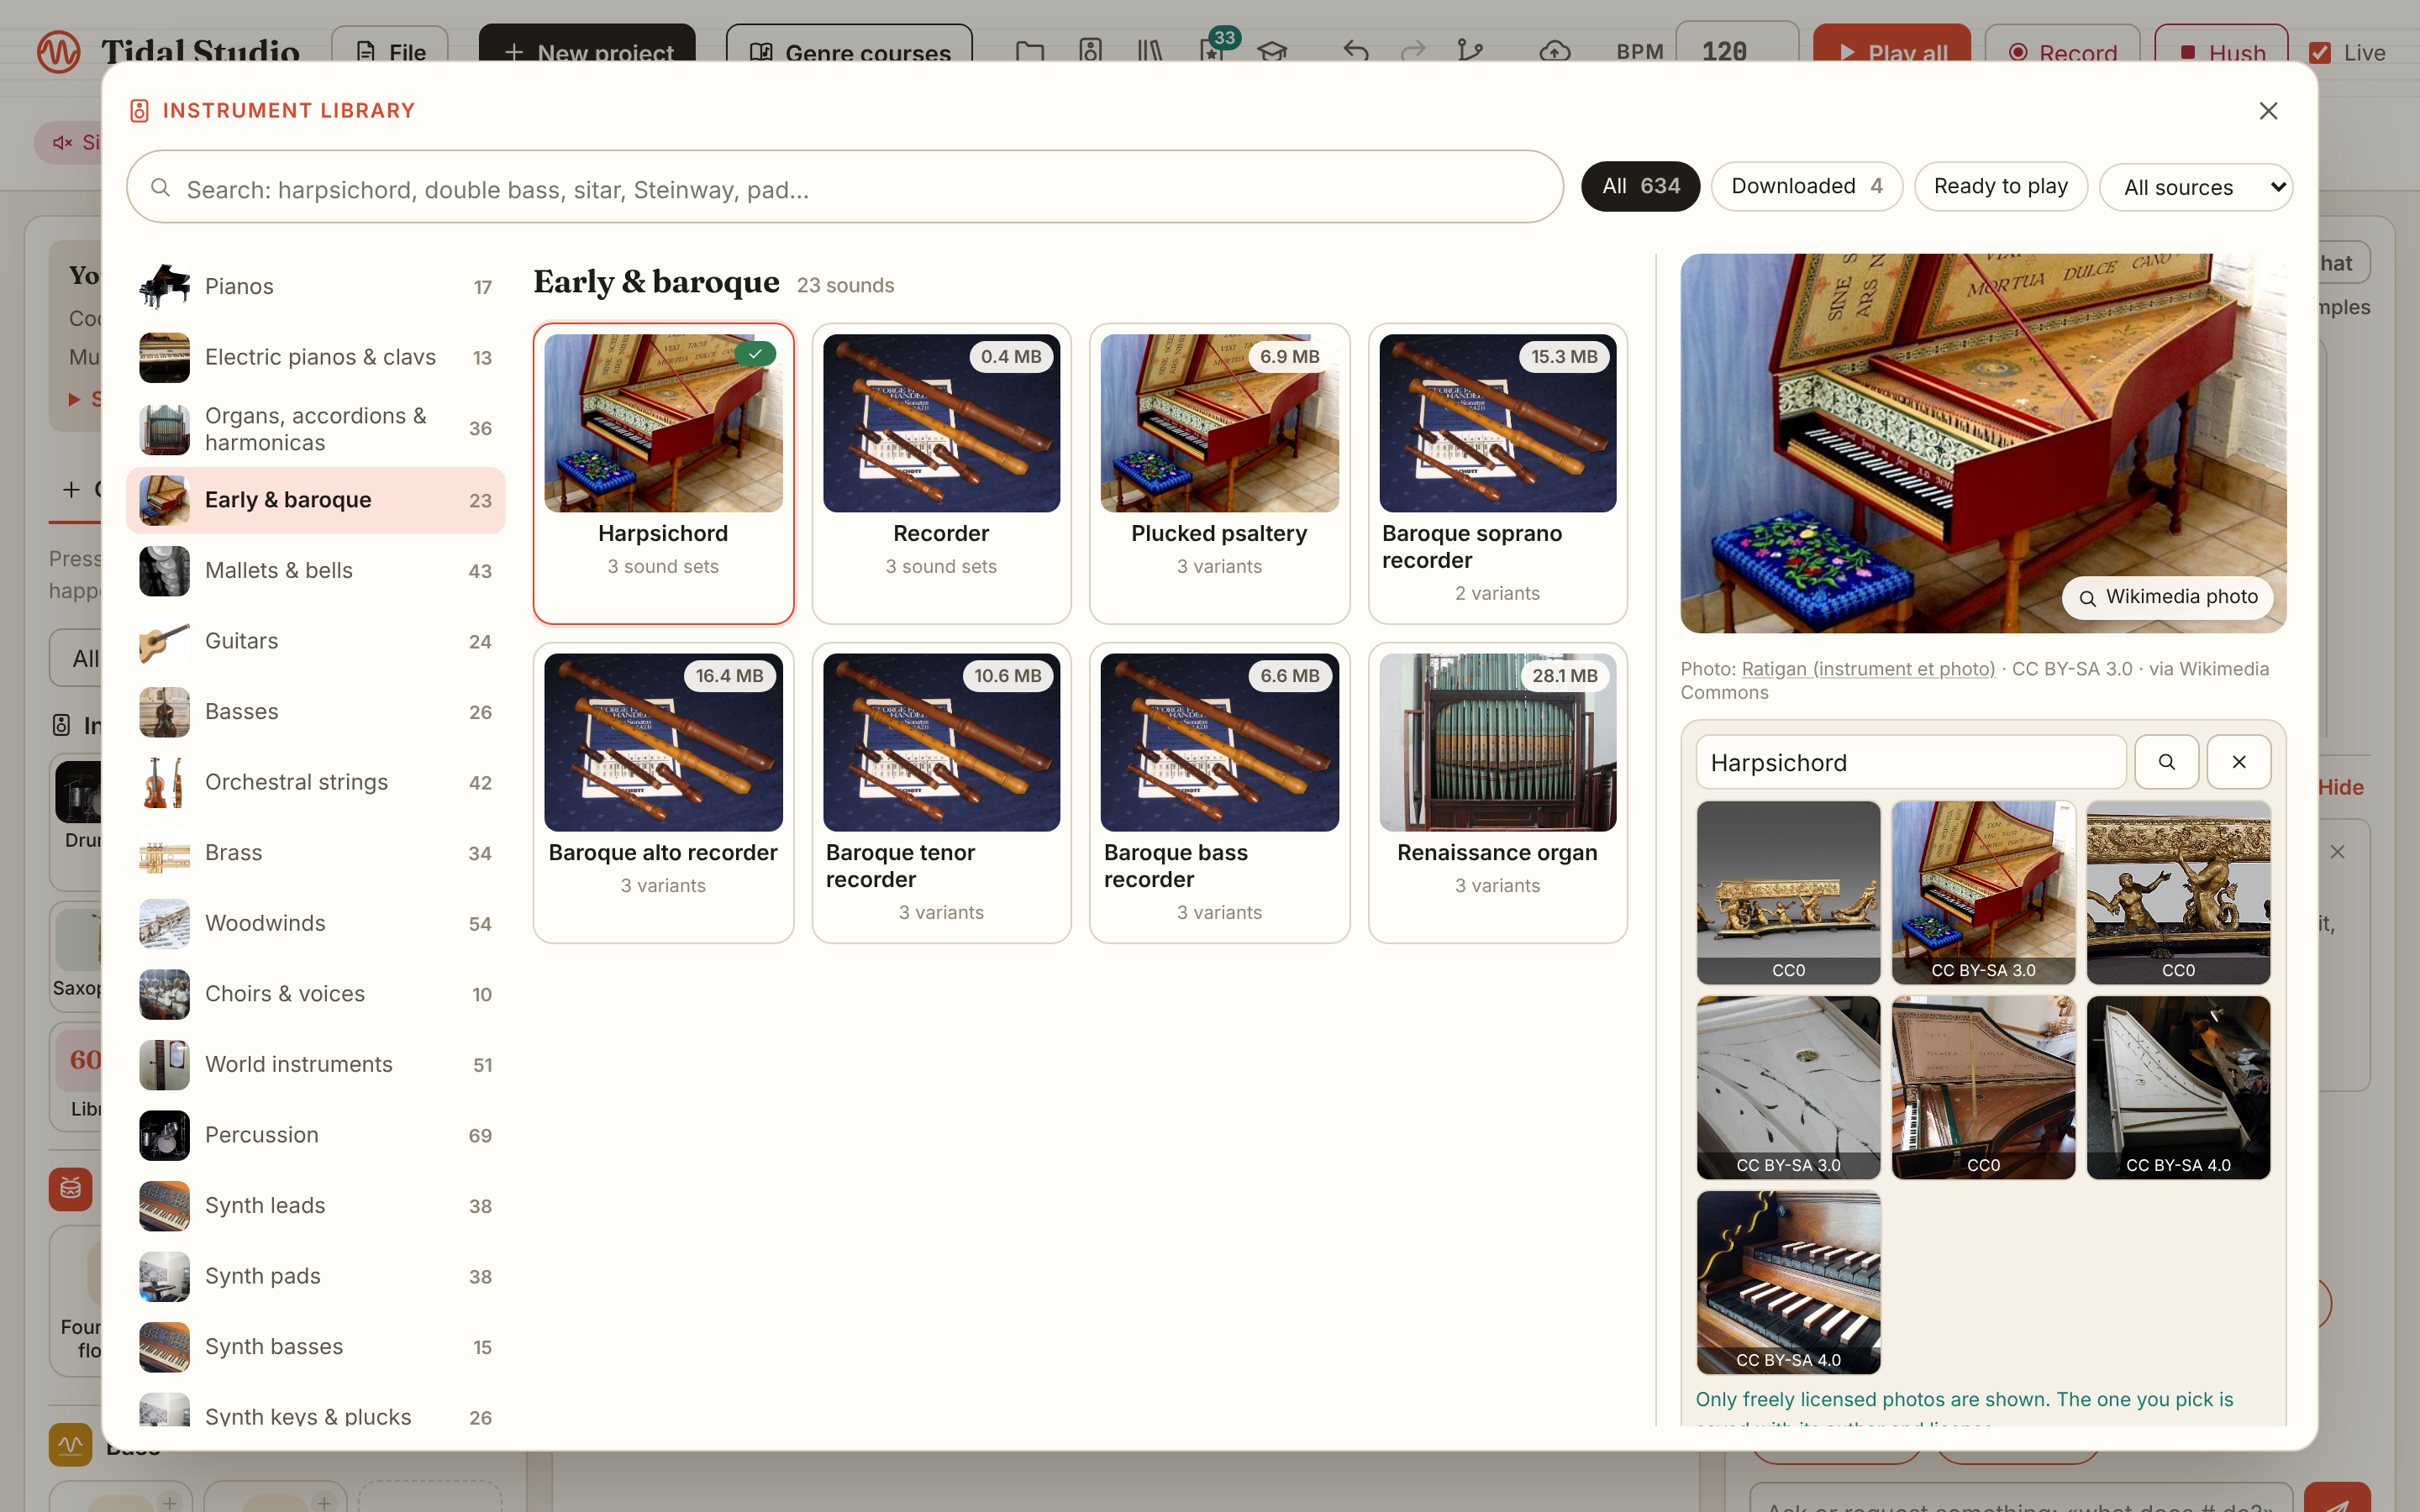 Tidal Studio
File
New project
Genre courses
33
BPM
120
Play all
Record
Hush
Live
INSTRUMENT LIBRARY
Search: harpsichord, double bass, sitar, Steinway, pad...
All 634
Downloaded 4
Ready to play
All sources
Pianos 17
Electric pianos & clavs 13
Organs, accordions &
harmonicas
36
Early & baroque 23
Mallets & bells 43
Guitars 24
Basses 26
Orchestral strings 42
Brass 34
Woodwinds 54
Choirs & voices 10
World instruments 51
Percussion 69
Synth leads 38
Synth pads 38
Synth basses 15
Synth keys & plucks 26
Early & baroque 23 sounds
Harpsichord
3 sound sets
0.4 MB
Recorder
3 sound sets
6.9 MB
Plucked psaltery
3 variants
15.3 MB
Baroque soprano
recorder
2 variants
16.4 MB
Baroque alto recorder
3 variants
10.6 MB
Baroque tenor
recorder
3 variants
6.6 MB
Baroque bass
recorder
3 variants
28.1 MB
Renaissance organ
3 variants
SINE
ARS
MORTUA DULCE CANO
Wikimedia photo
Photo: Ratigan (instrument et photo) · CC BY-SA 3.0 · via Wikimedia
Commons
Harpsichord
CC0
CC BY-SA 3.0
CC0
CC BY-SA 3.0
CC0
CC BY-SA 4.0
CC BY-SA 4.0
Only freely licensed photos are shown. The one you pick is
Hide
All